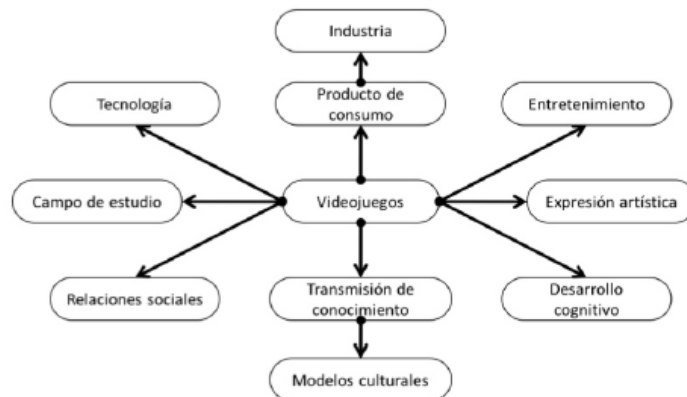 Industria
Tecnología
Producto de
consumo
Entretenimiento
Campo de estudio
Videojuegos
Expresión artística
Relaciones sociales
Transmisión de
conocimiento
Desarrollo
cognitivo
Modelos culturales